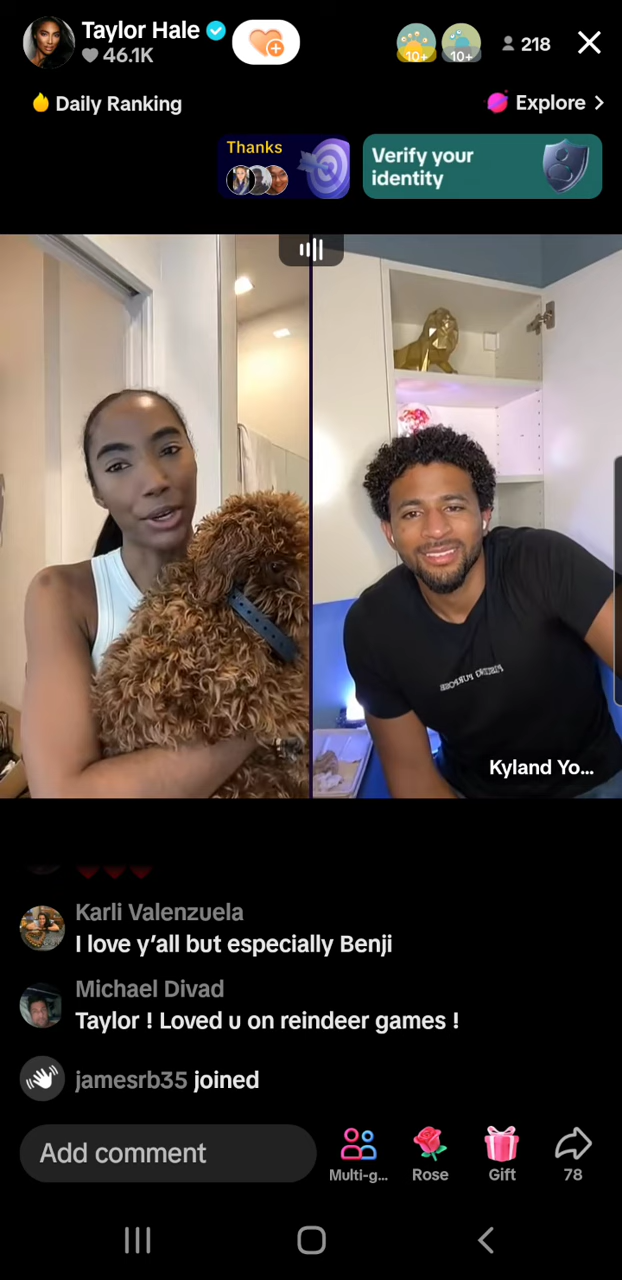 Taylor Hale
46.1K
10+
10+
218
Daily Ranking
Explore >
Thanks
Verify your
identity
Kyland Yo...
Karli Valenzuela
I love y'all but especially Benji
Michael Divad
Taylor ! Loved u on reindeer games !
jamesrb35 joined
Add comment
Multi-g...
Rose
Gift
78